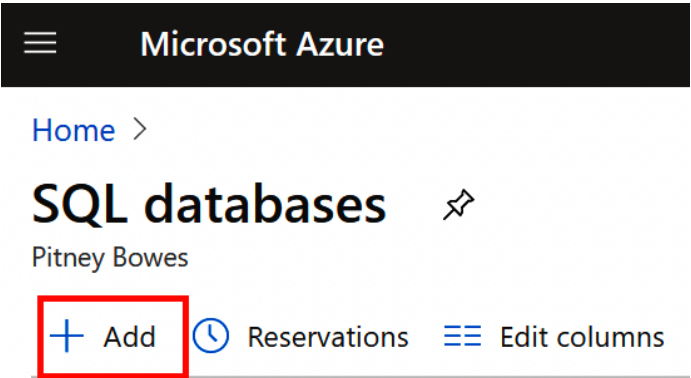 Microsoft Azure
Home
SQL databases
Pitney Bowes
Add Reservations Edit columns